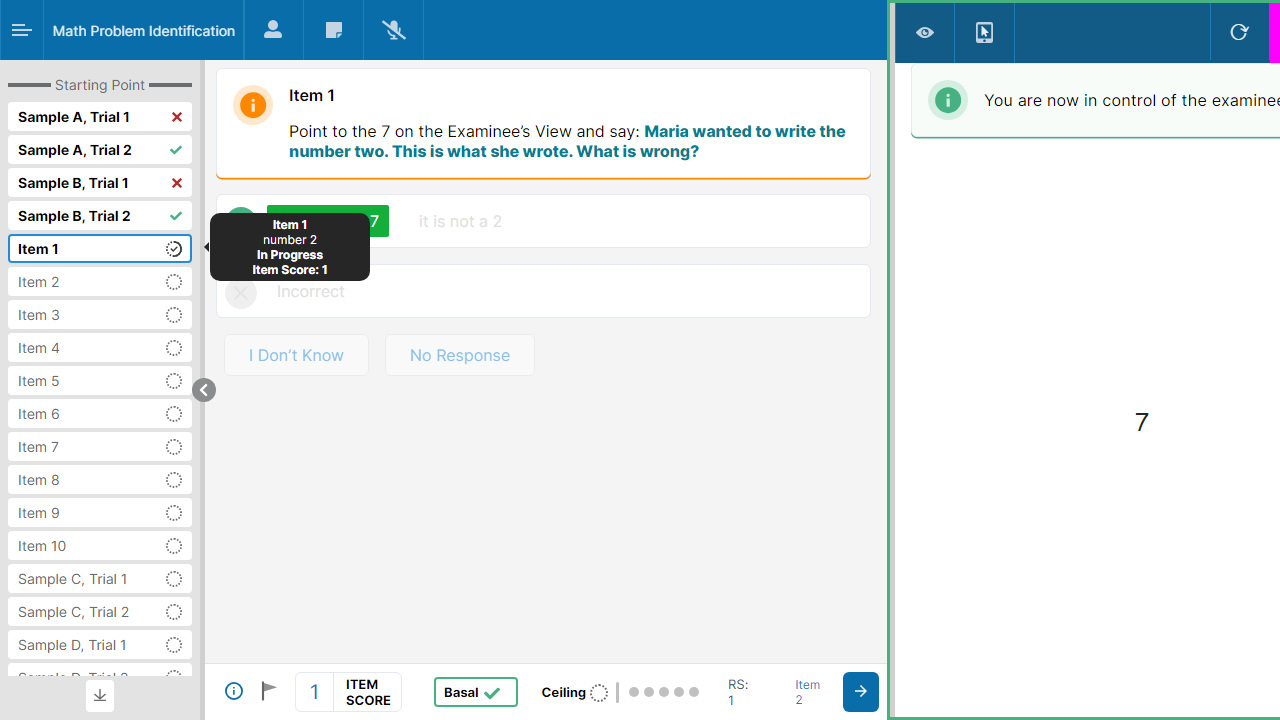 Math Problem Identification
Starting Point
Sample A, Trial 1
Sample A, Trial 2
Sample B, Trial 1
Sample B, Trial 2
Item 1
Item 2
Item 3
Item 4
Item 5
Item 6
Item 7
Item 8
Item 9
Item 10
Sample C, Trial 1
Sample C, Trial 2
Sample D, Trial 1
Item 1
Point to the 7 on the Examinee's View and say: Maria wanted to write the
number two. This is what she wrote. What is wrong?
7 it is not a 2
Item 1
number 2
In Progress
Item Score: 1
Incorrect
I Don't Know
No Response
1 ITEM SCORE
Basal
Ceiling
RS:
1
Item
2
You are now in control of the examinee
7